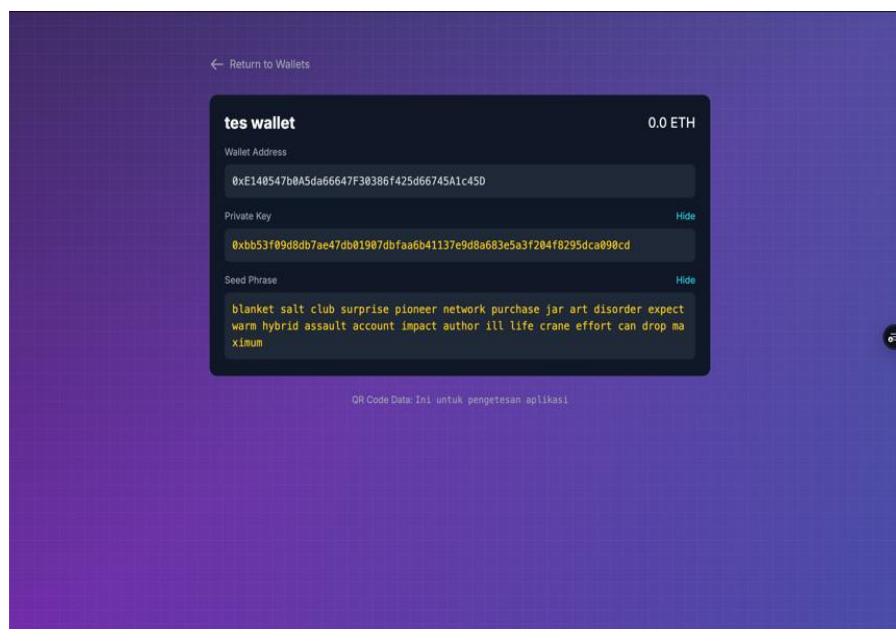 ← Return to Wallets
tes wallet
0.0 ETH
Wallet Address
0xE140547b0A5da66647F30386f425d66745A1c45D
Private Key
Hide
0xbb53f09d8db7ae47db01907dbfaa6b41137e9d8a683e5a3f204f8295dca090cd
Seed Phrase
Hide
blanket salt club surprise pioneer network purchase jar art disorder expect
warm hybrid assault account impact author ill life crane effort can drop ma
ximum
QR Code Data: Ini untuk pengetesan aplikasi